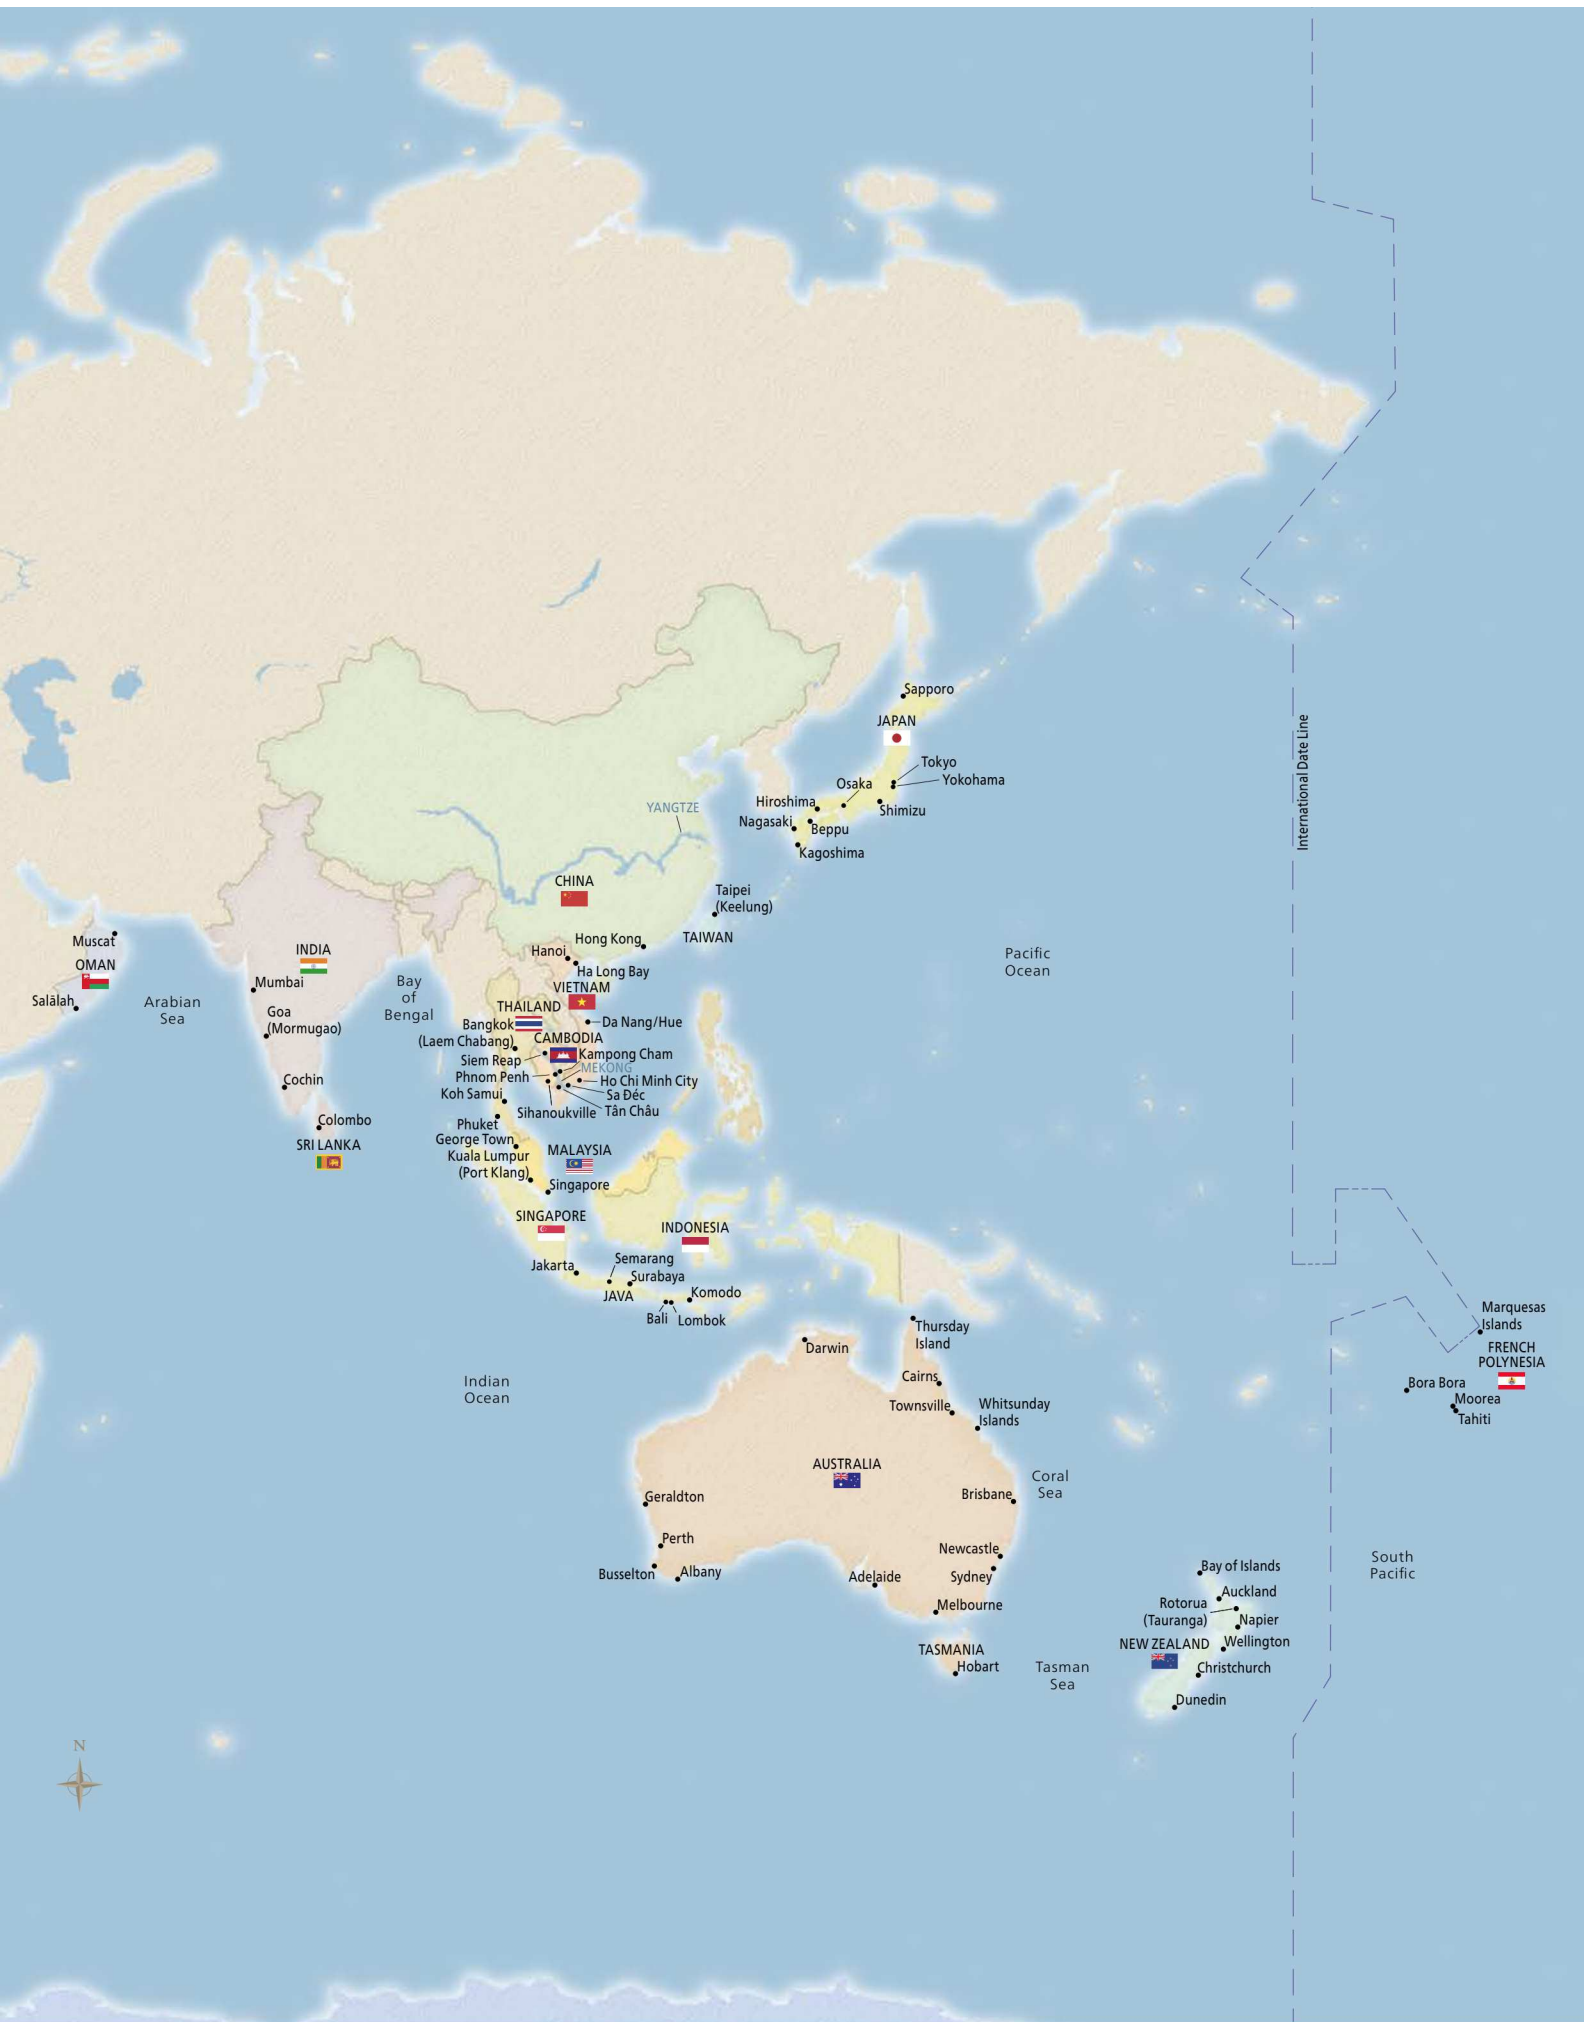 Sapporo
JAPAN
Tokyo
Yokohama
Osaka
Hiroshima
Shimizu
Nagasaki
Beppu
Kagoshima
International Date Line
YANGTZE
CHINA
Taipei
(Keelung)
TAIWAN
Hong Kong
Hanoi
Ha Long Bay
VIETNAM
Muscat
OMAN
Salālah
Arabian
Sea
INDIA
Mumbai
Goa
(Mormugao)
Cochin
Colombo
SRI LANKA
Bay
of
Bengal
Pacific
Ocean
THAILAND
Bangkok
(Laem Chabang)
Da Nang/Hue
CAMBODIA
Siem Reap
Kampong Cham
MEKONG
Phnom Penh
Ho Chi Minh City
Koh Samui
Sa Đéc
Sihanoukville
Tân Châu
Phuket
George Town
Kuala Lumpur
(Port Klang)
MALAYSIA
Singapore
SINGAPORE
INDONESIA
Jakarta
Semarang
Surabaya
JAVA
Komodo
Bali
Lombok
Indian
Ocean
Darwin
Thursday
Island
Cairns
Townsville
Whitsunday
Islands
AUSTRALIA
Coral
Sea
Geraldton
Brisbane
Perth
Busselton
Albany
Newcastle
Sydney
Adelaide
Melbourne
TASMANIA
Hobart
Tasman
Sea
Marquesas
Islands
FRENCH
POLYNESIA
Bora Bora
Moorea
Tahiti
South
Pacific
Bay of Islands
Auckland
Rotorua
(Tauranga)
Napier
NEW ZEALAND
Wellington
Christchurch
Dunedin
N